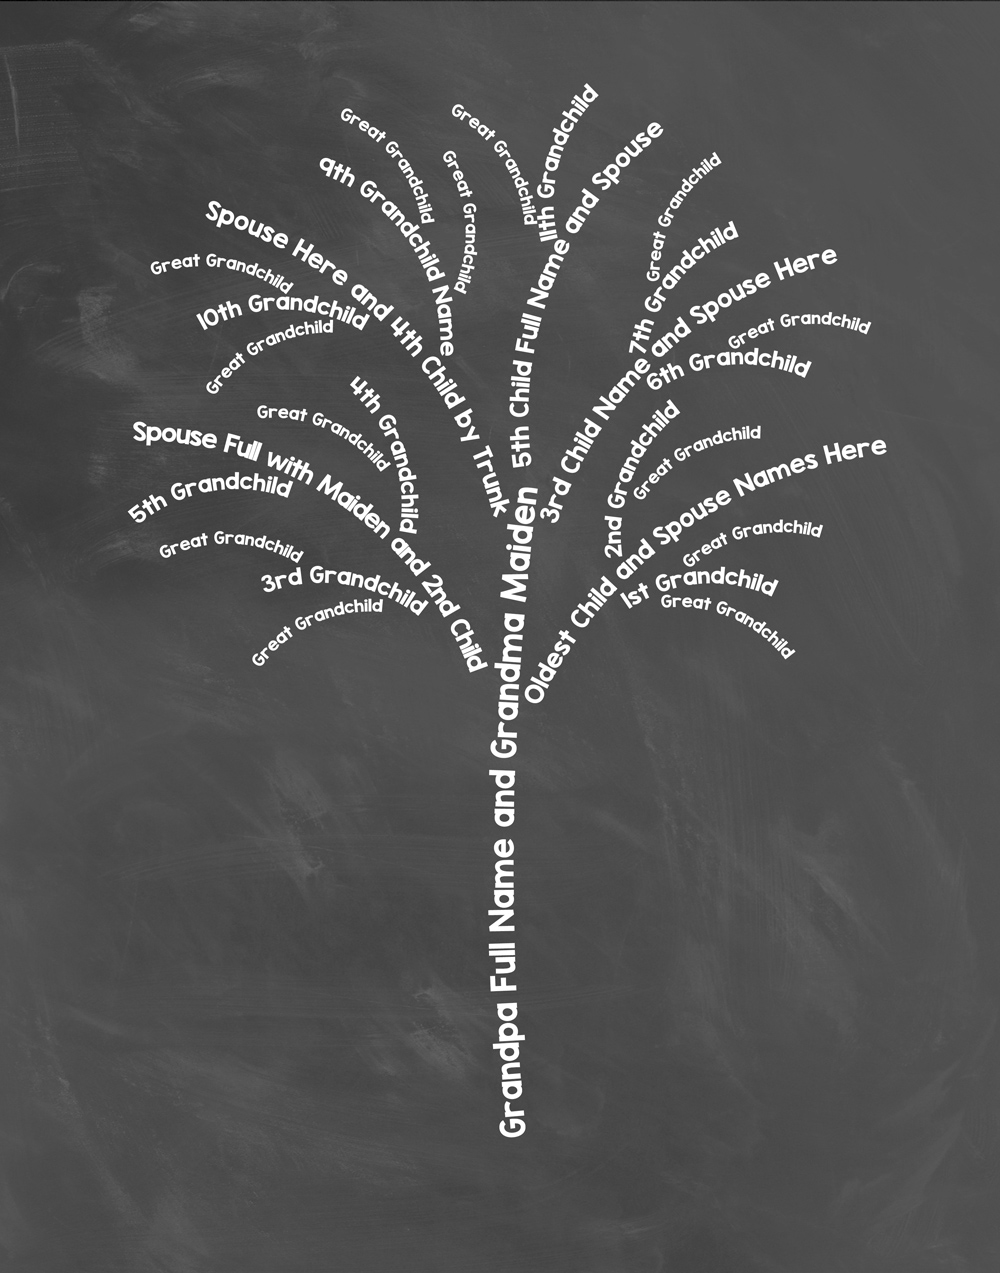 Great Grandchild
11th Grandchild
Great Grandchild
5th Child Full Name and Spouse
Great Grandchild
9th Grandchild Name
Great Grandchild
7th Grandchild
Spouse Here and 4th Child by Trunk
3rd Child Name and Spouse Here
Great Grandchild
10th Grandchild
Great Grandchild
Great Grandchild
6th Grandchild
4th Grandchild
Great Grandchild
2nd Grandchild
Great Grandchild
Spouse Full with Maiden and 2nd Child
Oldest Child and Spouse Names Here
5th Grandchild
Great Grandchild
3rd Grandchild
Great Grandchild
Great Grandchild
1st Grandchild
Great Grandchild
Grandpa Full Name and Grandma Maiden